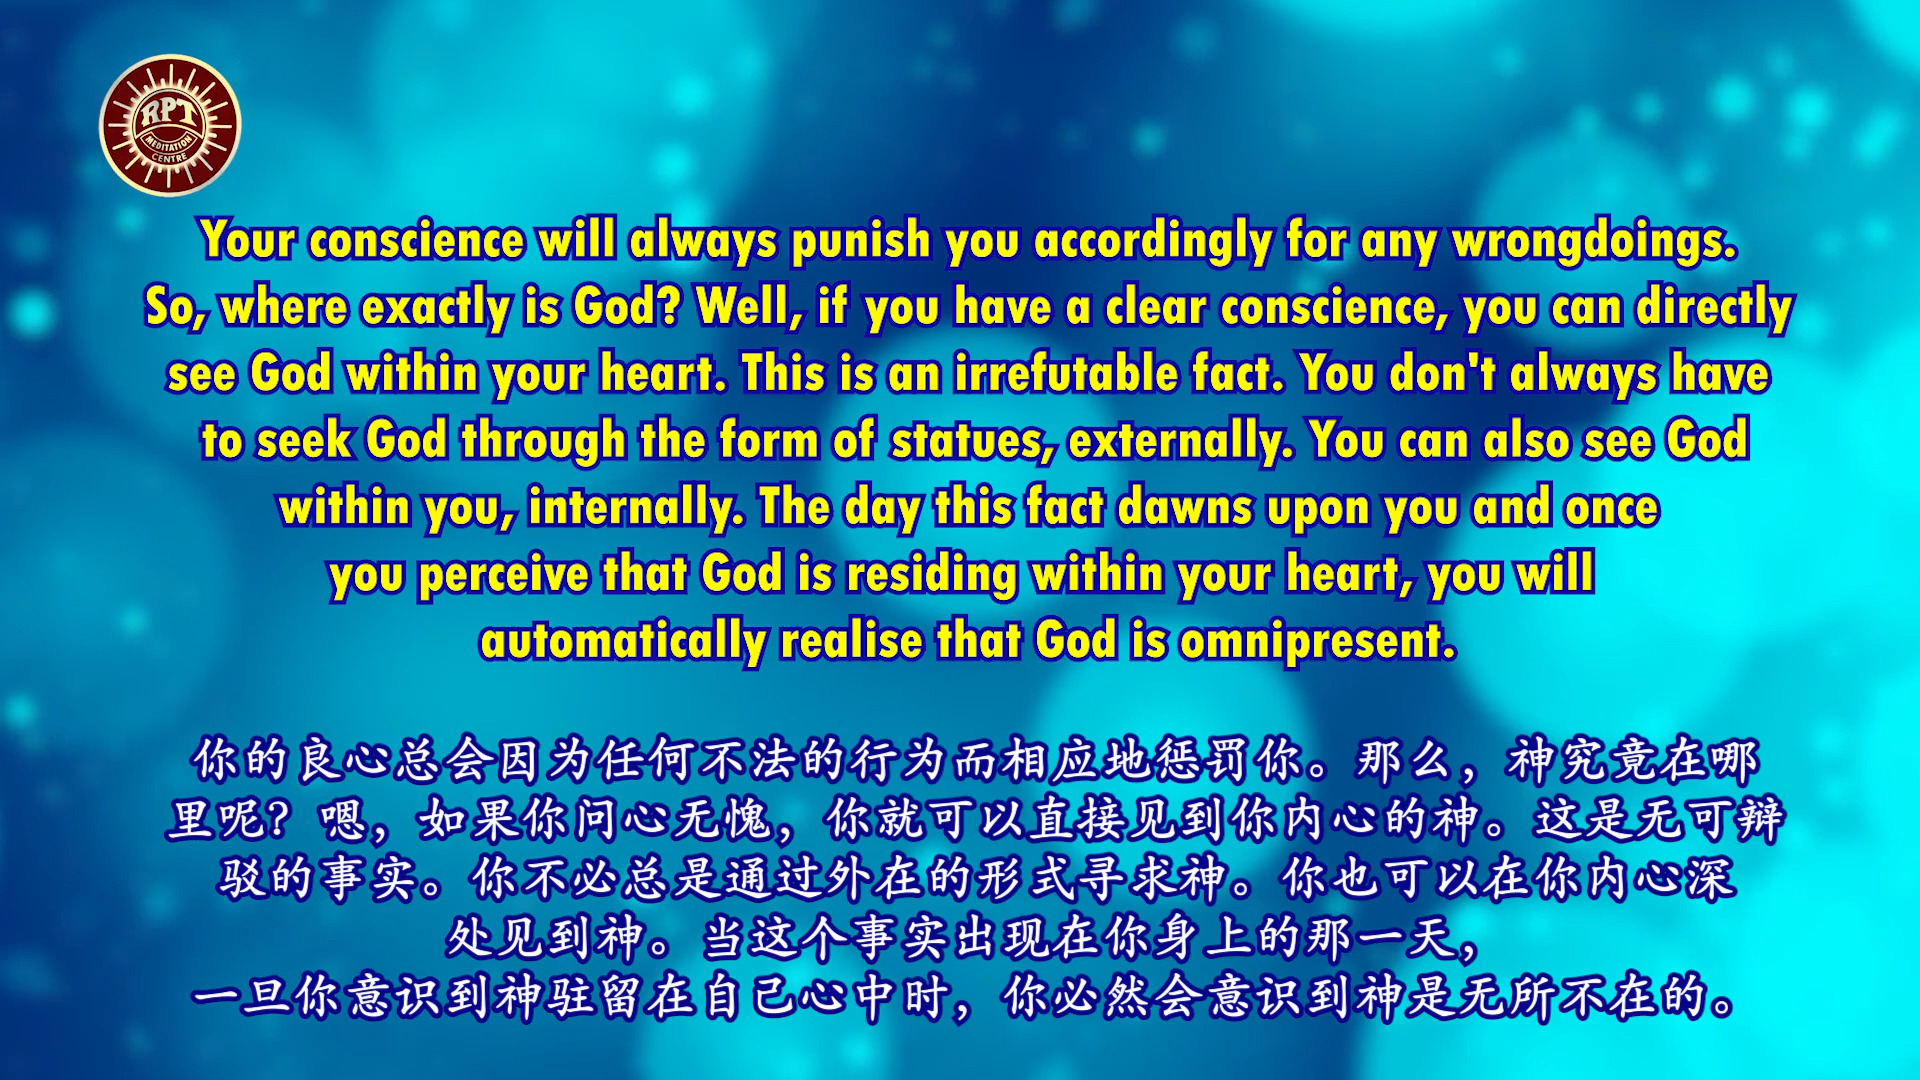 RPT
MEDITATION
CENTRE
Your conscience will always punish you accordingly for any wrongdoings.
So, where exactly is God? Well, if you have a clear conscience, you can directly
see God within your heart. This is an irrefutable fact. You don't always have
to seek God through the form of statues, externally. You can also see God
within you, internally. The day this fact dawns upon you and once
you perceive that God is residing within your heart, you will
automatically realise that God is omnipresent.
你的良心总会因为任何不法的行为而相应地惩罚你。那么，神究竟在哪
里呢？嗯，如果你问心无愧，你就可以直接见到你内心的神。这是无可辩
驳的事实。你不必总是通过外在的形式寻求神。你也可以在你内心深
处见到神。当这个事实出现在你身上的那一天，
一旦你意识到神驻留在自己心中时，你必然会意识到神是无所不在的。